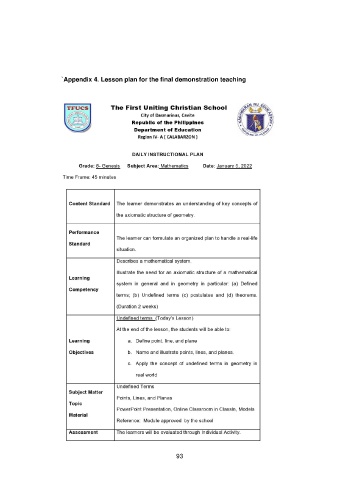 `Appendix 4. Lesson plan for the final demonstration teaching
TFUCS
The First Uniting Christian School
City of Dasmarinas, Cavite
Republic of the Philippines
Department of Education
Region IV- A ( CALABARZON )
DAILY INSTRUCTIONAL PLAN
Grade: 8- Genesis Subject Area: Mathematics Date: January 5, 2022
Time Frame: 45 minutes
Content Standard
The learner demonstrates an understanding of key concepts of
the axiomatic structure of geometry.
Performance
Standard
The learner can formulate an organized plan to handle a real-life
situation.
Learning
Competency
Describes a mathematical system.
Illustrate the need for an axiomatic structure of a mathematical
system in general and in geometry in particular: (a) Defined
terms; (b) Undefined terms (c) postulates and (d) theorems.
(Duration 2 weeks)
Learning
Objectives
Undefined terms (Today's Lesson)
At the end of the lesson, the students will be able to:
a. Define point, line, and plane
b. Name and illustrate points, lines, and planes.
c. Apply the concept of undefined terms in geometry in
real-world
Subject Matter
Topic
Material
Undefined Terms
Points, Lines, and Planes
PowerPoint Presentation, Online Classroom in ClassIn, Models
Reference: Module approved by the school
Assessment
The learners will be evaluated through Individual Activity.
93